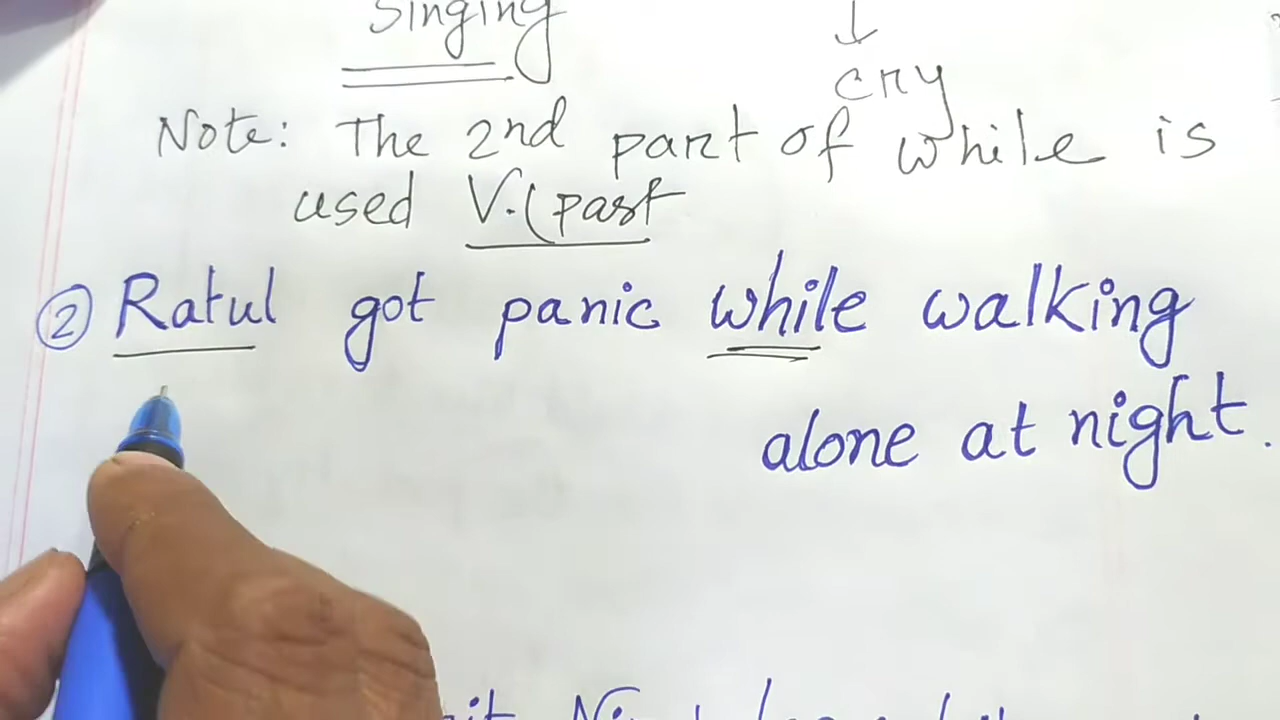 Singing
cry
Note: The 2nd part of while is
used V.(past
② Ratul got panic while walking
alone at night.